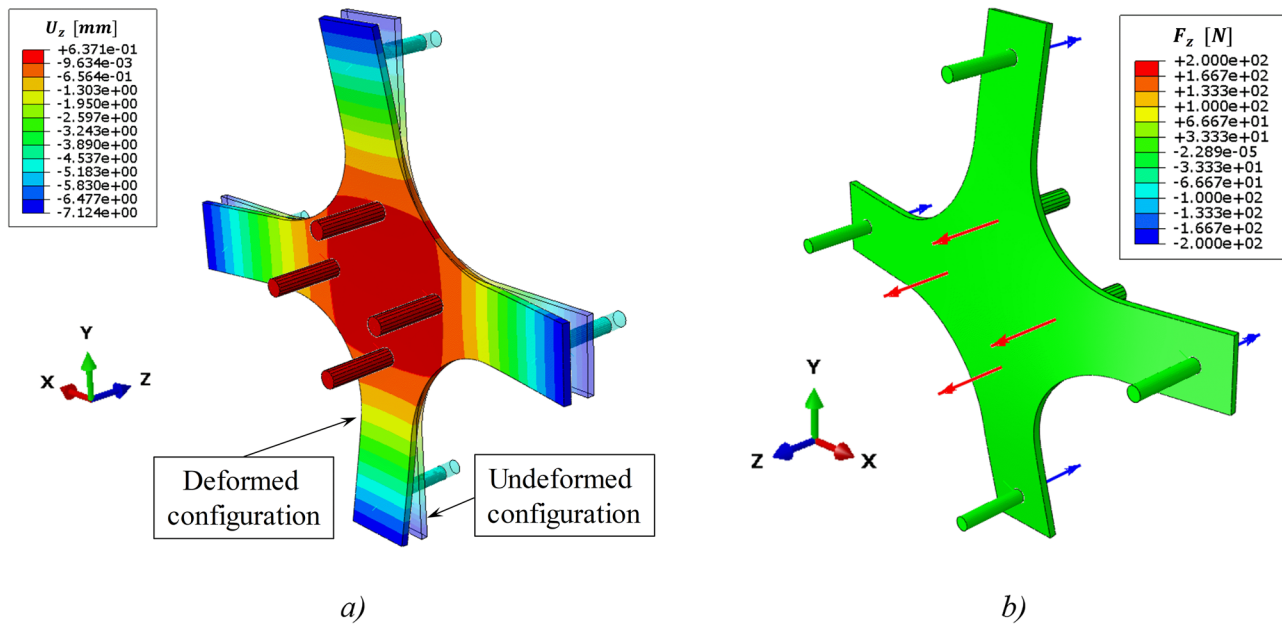 U_z [mm]
+6.371e-01
-9.634e-03
-6.564e-01
-1.303e+00
-1.950e+00
-2.597e+00
-3.243e+00
-3.890e+00
-4.537e+00
-5.183e+00
-5.830e+00
-6.477e+00
-7.124e+00
Y
X
Z
Deformed
configuration
Undeformed
configuration
a)
F_z [N]
+2.000e+02
+1.667e+02
+1.333e+02
+1.000e+02
+6.667e+01
+3.333e+01
-2.289e-05
-3.333e+01
-6.667e+01
-1.000e+02
-1.333e+02
-1.667e+02
-2.000e+02
Y
Z
X
b)